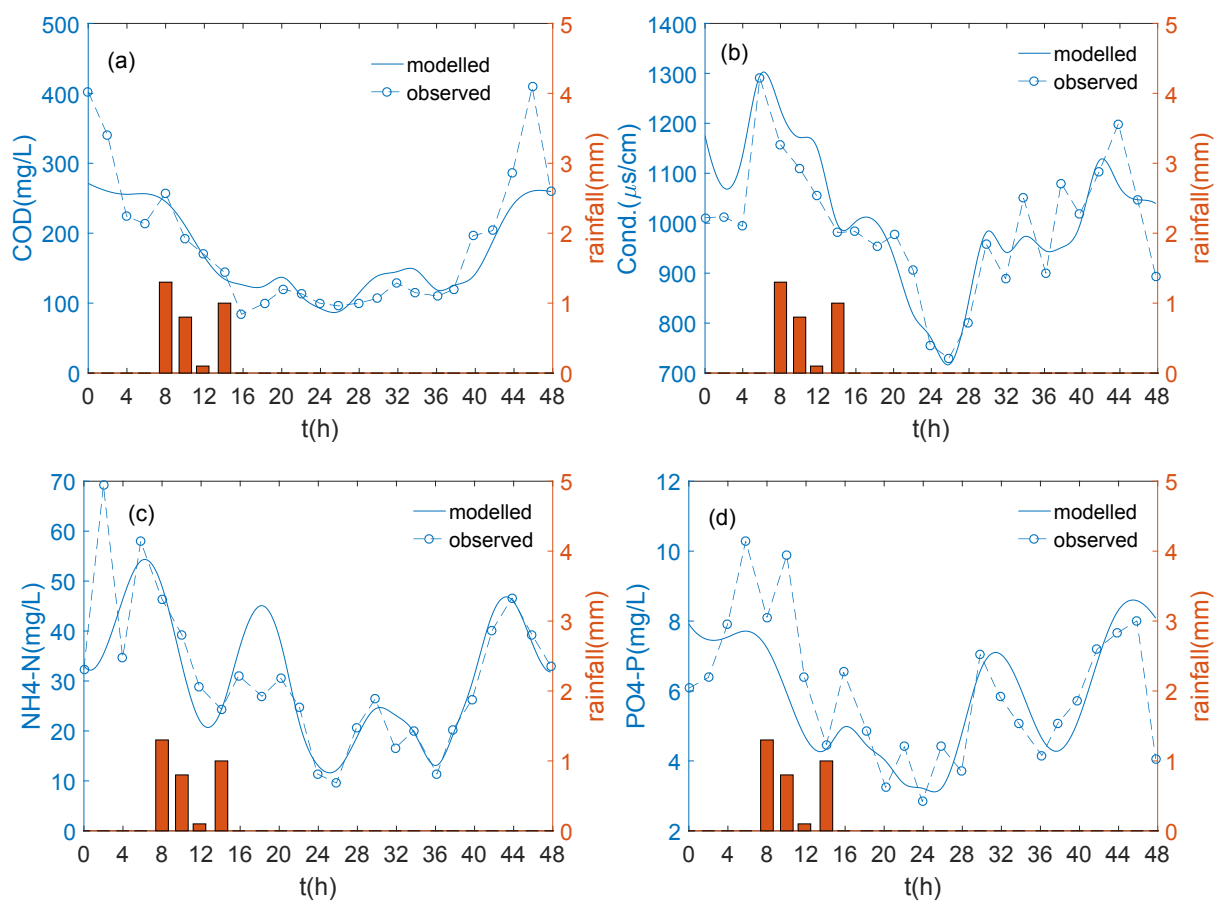 (a)
modelled
observed
COD(mg/L)
500
400
300
200
100
0
rainfall(mm)
5
4
3
2
1
0
0 4 8 12 16 20 24 28 32 36 40 44 48
t(h)
(b)
modelled
observed
Cond.(μs/cm)
1400
1300
1200
1100
1000
900
800
700
rainfall(mm)
5
4
3
2
1
0
0 4 8 12 16 20 24 28 32 36 40 44 48
t(h)
(c)
modelled
observed
NH4-N(mg/L)
70
60
50
40
30
20
10
0
rainfall(mm)
5
4
3
2
1
0
0 4 8 12 16 20 24 28 32 36 40 44 48
t(h)
(d)
modelled
observed
PO4-P(mg/L)
12
10
8
6
4
2
rainfall(mm)
5
4
3
2
1
0
0 4 8 12 16 20 24 28 32 36 40 44 48
t(h)